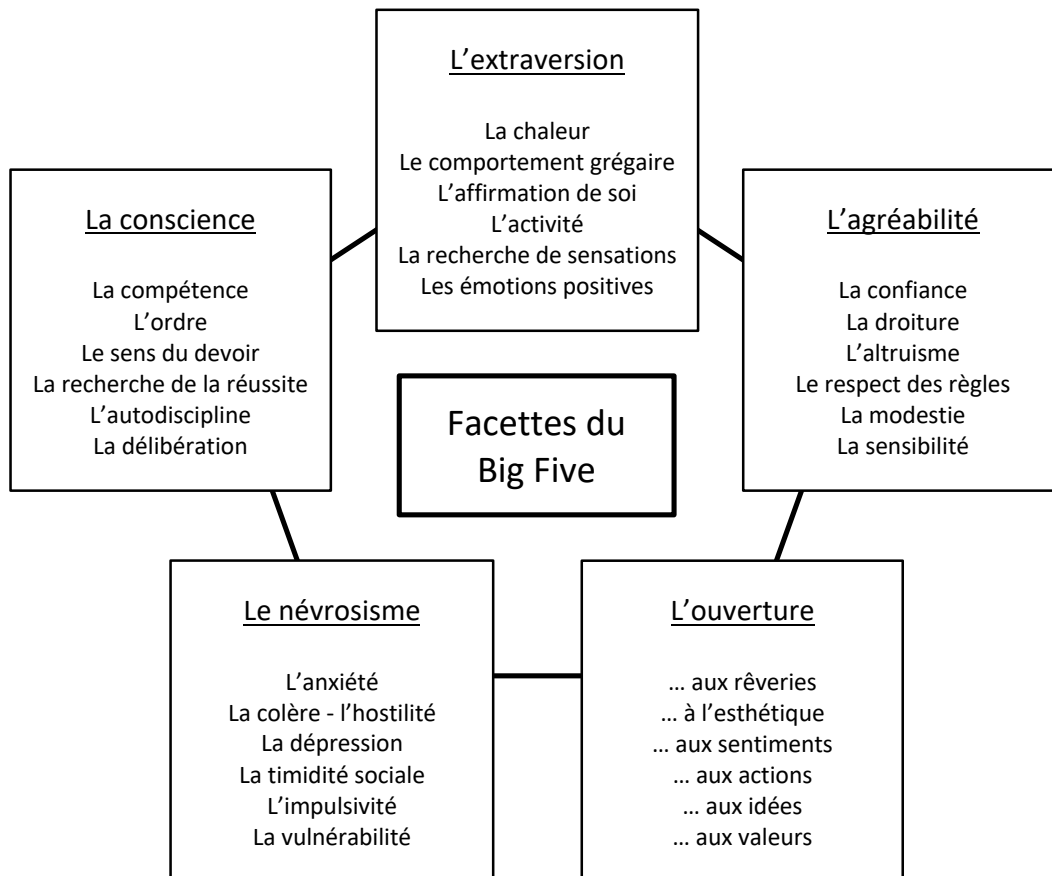 L’extraversion
La chaleur
Le comportement grégaire
L’affirmation de soi
L’activité
La recherche de sensations
Les émotions positives
La conscience
La compétence
L’ordre
Le sens du devoir
La recherche de la réussite
L’autodiscipline
La délibération
L’agréabilité
La confiance
La droiture
L’altruisme
Le respect des règles
La modestie
La sensibilité
Facettes du
Big Five
Le névrosisme
L’anxiété
La colère - l’hostilité
La dépression
La timidité sociale
L’impulsivité
La vulnérabilité
L’ouverture
... aux rêveries
... à l’esthétique
... aux sentiments
... aux actions
... aux idées
... aux valeurs